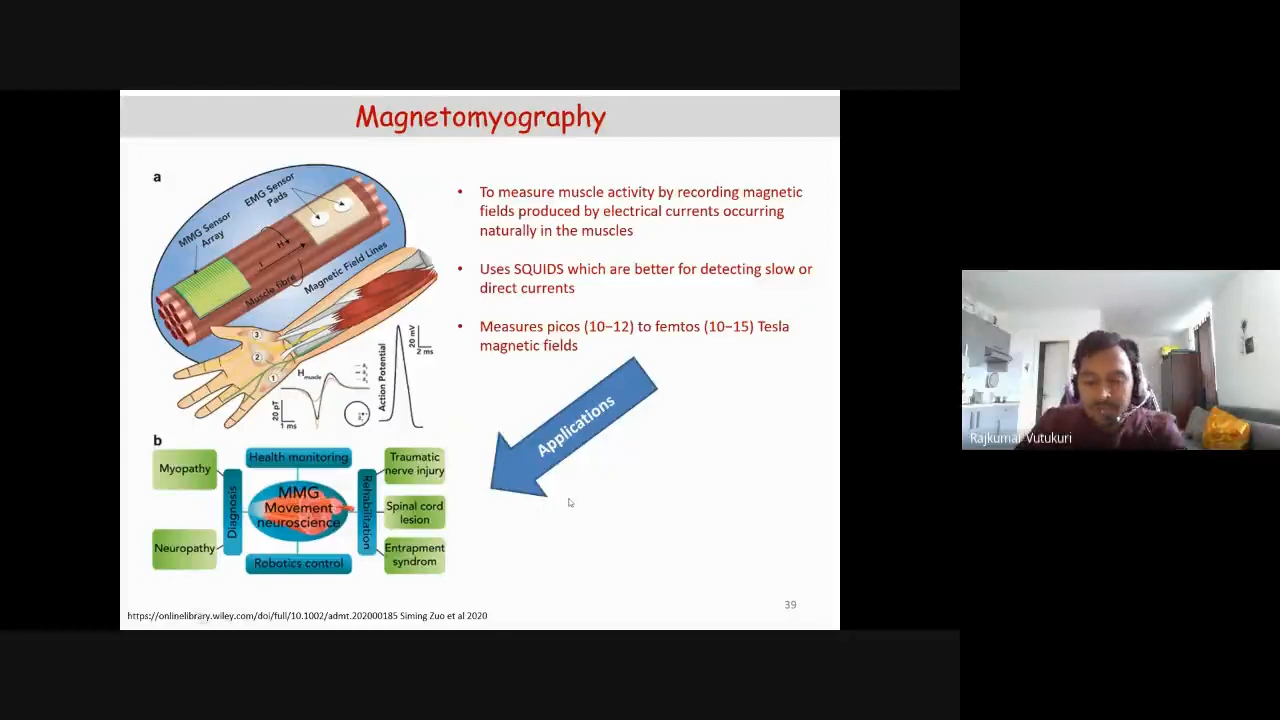 Magnetomyography
a
EMG Sensor
Pads
MMG Sensor
Array
H
I
Muscle fibre
Magnetic Field Lines
3
2
1
H muscle
20 pT
1 ms
Action Potential
20 mV
2 ms
• To measure muscle activity by recording magnetic
fields produced by electrical currents occurring
naturally in the muscles
• Uses SQUIDS which are better for detecting slow or
direct currents
• Measures picos (10−12) to femtos (10−15) Tesla
magnetic fields
Applications
b
Myopathy
Neuropathy
Diagnosis
Health monitoring
MMG
Movement
neuroscience
Robotics control
Rehabilitation
Traumatic
nerve injury
Spinal cord
lesion
Entrapment
syndrom
39
https://onlinelibrary.wiley.com/doi/full/10.1002/admt.202000185 Siming Zuo et al 2020
Rajkumar Vutukuri